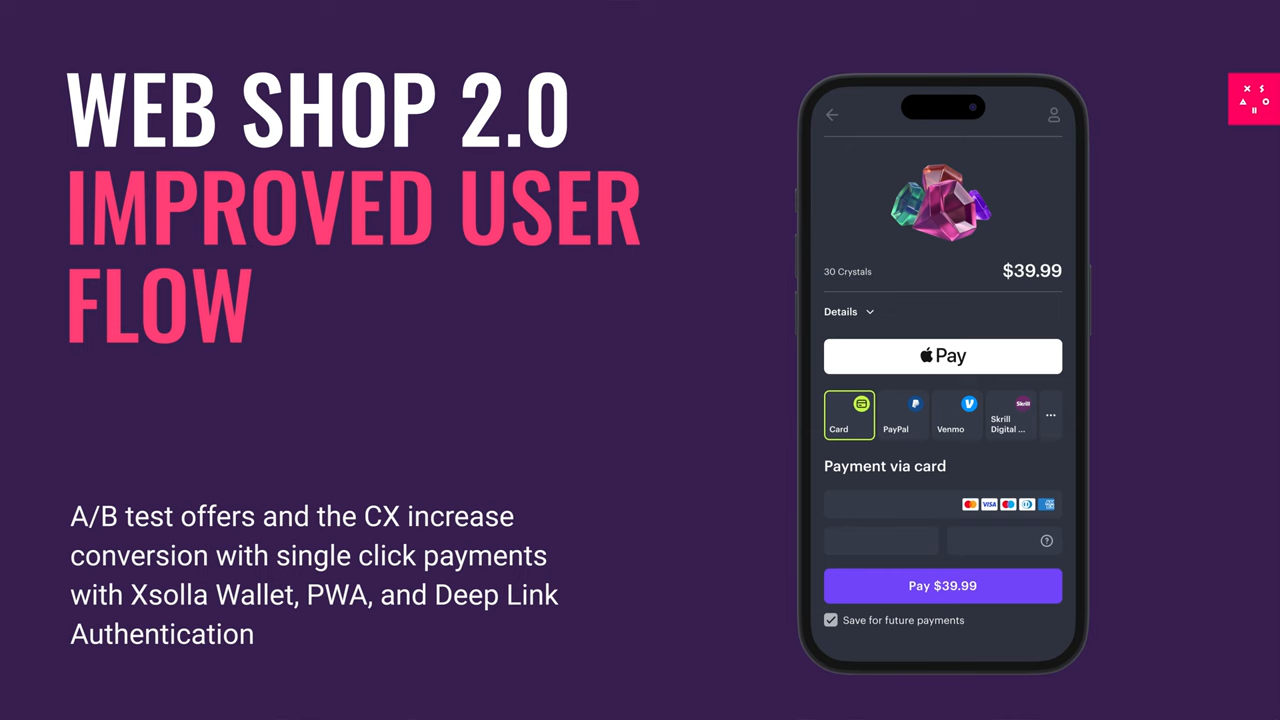 WEB SHOP 2.0
IMPROVED USER
FLOW
A/B test offers and the CX increase
conversion with single click payments
with Xsolla Wallet, PWA, and Deep Link
Authentication
XSOLLA
30 Crystals $39.99
Details
Pay
Card PayPal Venmo Skrill
Skrill
Digital ...
...
Payment via card
VISA
Pay $39.99
Save for future payments